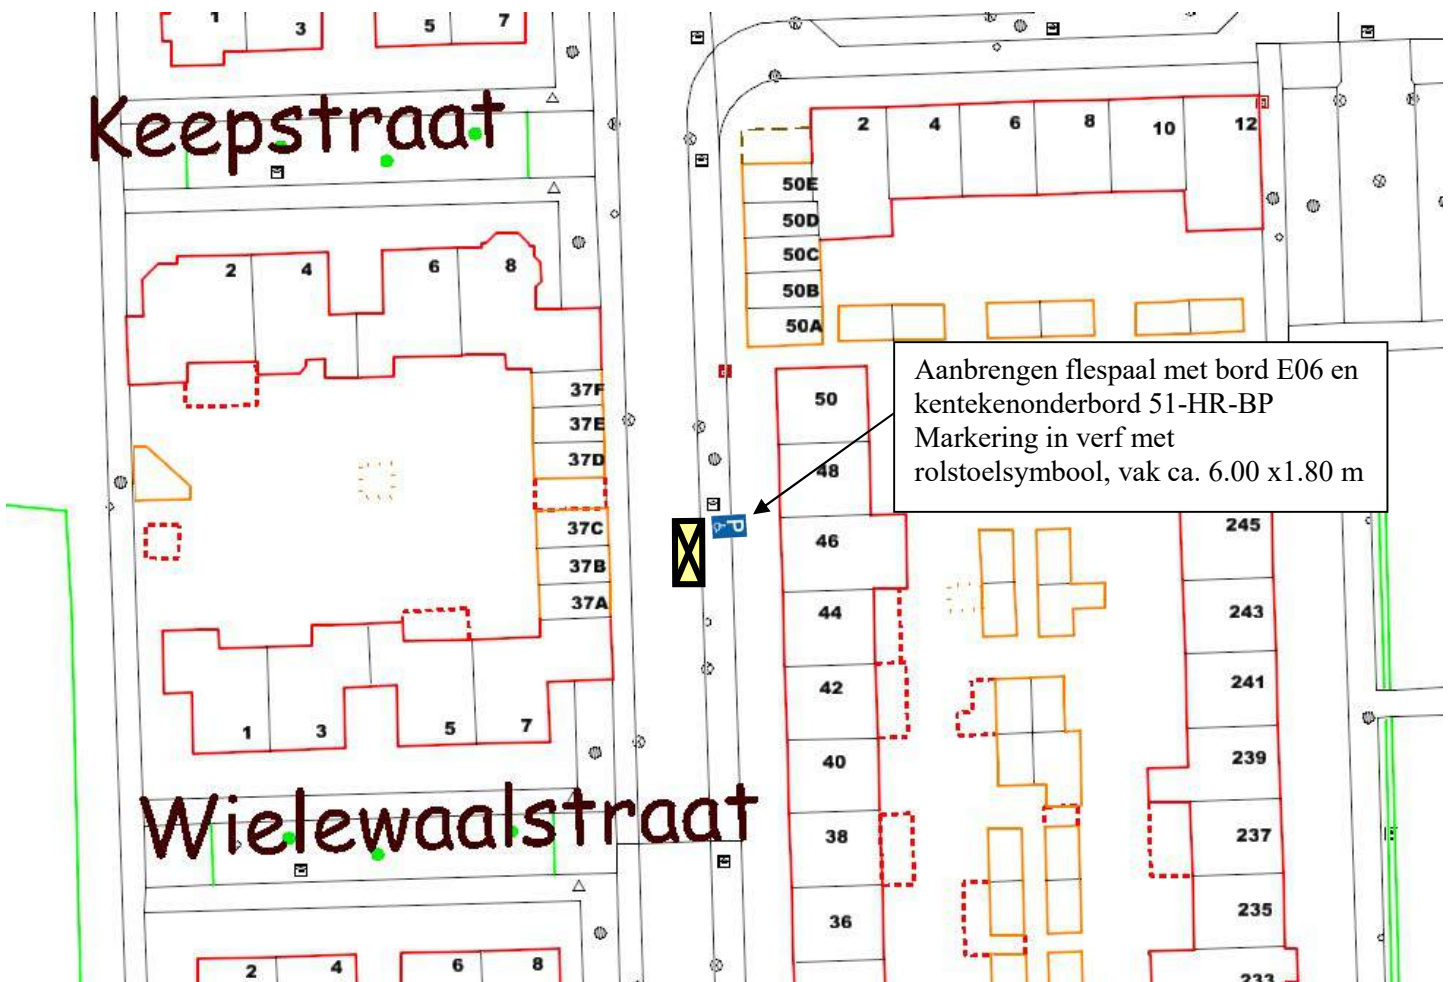 1
3
5
7
Keepstraat
2
4
6
8
10
12
50E
50D
50C
50B
50A
2
4
6
8
37F
37E
37D
37C
37B
37A
Aanbrengen flespaal met bord E06 en
kentekenonderbord 51-HR-BP
Markering in verf met
rolstoelsymbool, vak ca. 6.00 x1.80 m
50
48
46
44
42
40
38
36
P
245
243
241
239
237
235
233
1
3
5
7
Wielewaalstraat
2
4
6
8